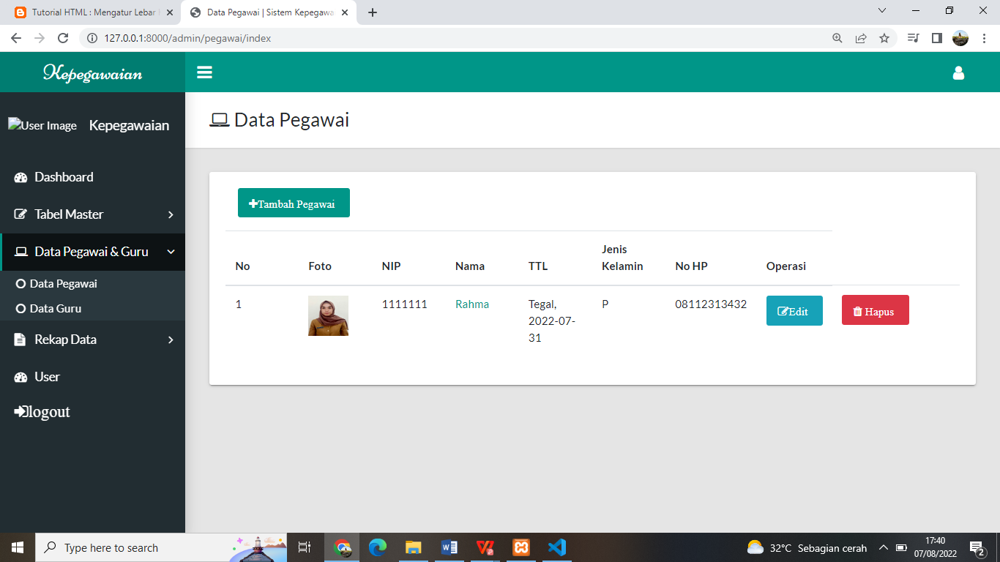 Tutorial HTML : Mengatur Lebar
Data Pegawai | Sistem Kepegawa
127.0.0.1:8000/admin/pegawai/index
Kepegawaian
User Image
Kepegawaian
Dashboard
Tabel Master
Data Pegawai & Guru
Data Pegawai
Data Guru
Rekap Data
User
logout
Data Pegawai
Tambah Pegawai
No Foto NIP Nama TTL Jenis Kelamin No HP Operasi
1 1111111 Rahma Tegal, 2022-07-31 P 08112313432 Edit Hapus
Type here to search
32°C Sebagian cerah
17:40
07/08/2022
2